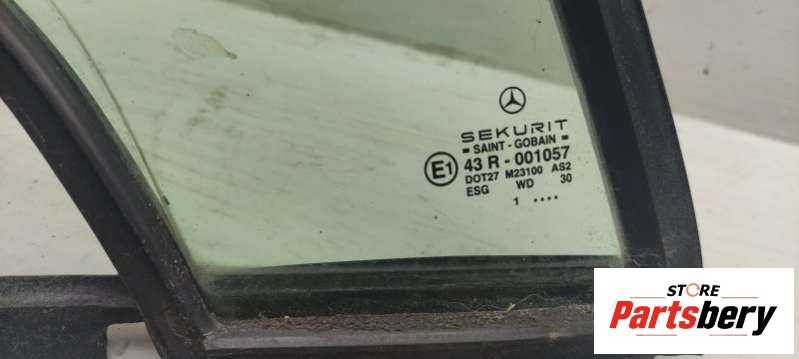 SEKURIT
SAINT - GOBAIN
E1 43 R - 001057
DOT27 M23100 AS2
ESG WD 30
1 ....
STORE
Partsbery